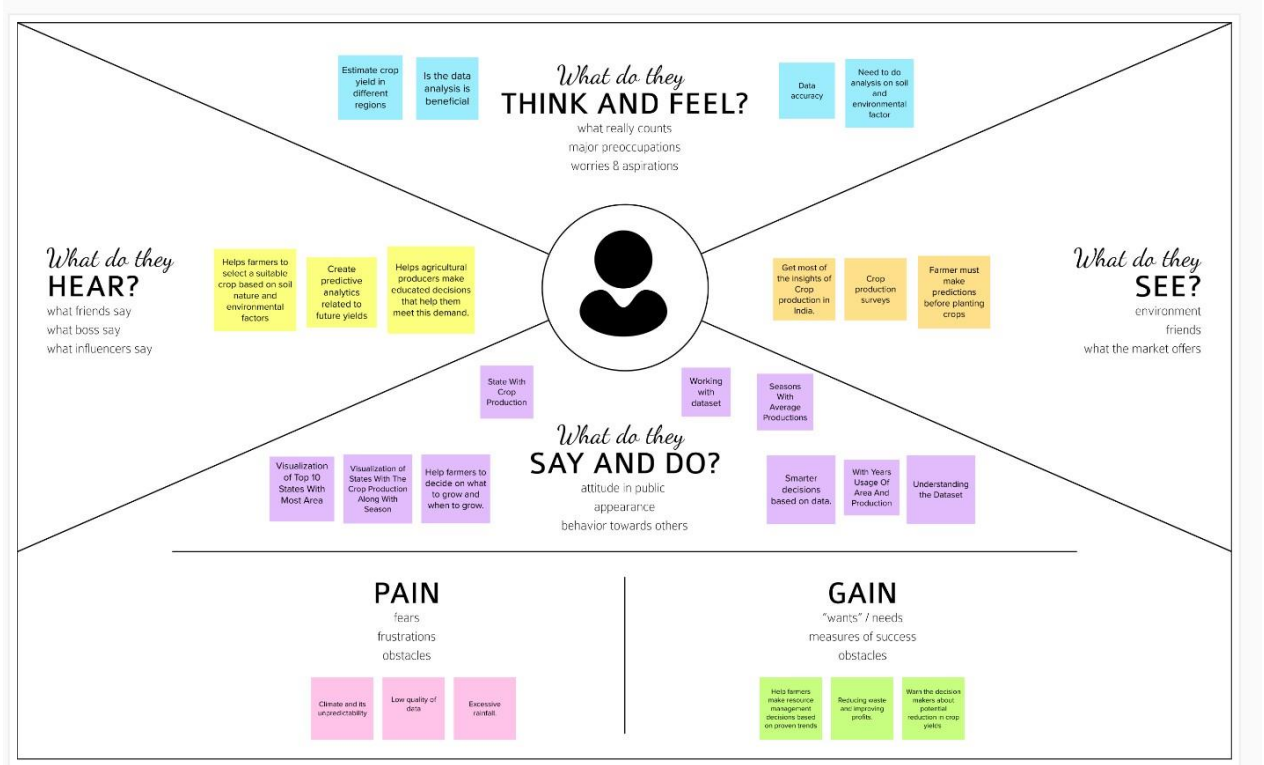 Estimate crop
yield in
different
regions
Is the data
analysis is
beneficial
What do they
THINK AND FEEL?
what really counts
major preoccupations
worries & aspirations
Data
accuracy
Need to do
analysis on soil
and
environmental
factor
What do they
HEAR?
what friends say
what boss say
what influencers say
Helps farmers to
select a suitable
crop based on soil
nature and
environmental
factors
Create
predictive
analytics
related to
future yields
Helps agricultural
producers make
educated decisions
that help them
meet this demand.
Get most of
the insights of
Crop
production in
India.
Crop
production
surveys
Farmer must
make
predictions
before planting
crops
What do they
SEE?
environment
friends
what the market offers
State With
Crop
Production
Working
with
dataset
Seasons
With
Average
Productions
What do they
SAY AND DO?
attitude in public
appearance
behavior towards others
Visualization
of Top 10
States With
Most Area
Visualization of
States With The
Crop Production
Along With
Season
Help farmers to
decide on what
to grow and
when to grow.
Smarter
decisions
based on data.
With Years
Usage Of
Area And
Production
Understanding
the Dataset
PAIN
fears
frustrations
obstacles
Climate and its
unpredictability
Low quality of
data
Excessive
rainfall.
GAIN
"wants" / needs
measures of success
obstacles
Help farmers
make resource
management
decisions based
on proven trends
Reducing waste
and improving
profits.
Warn the decision
makers about
potential
reduction in crop
yields